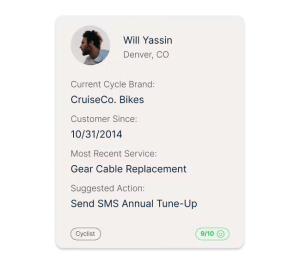 Will Yassin
Denver, CO
Current Cycle Brand:
CruiseCo. Bikes
Customer Since:
10/31/2014
Most Recent Service:
Gear Cable Replacement
Suggested Action:
Send SMS Annual Tune-Up
Cyclist
9/10